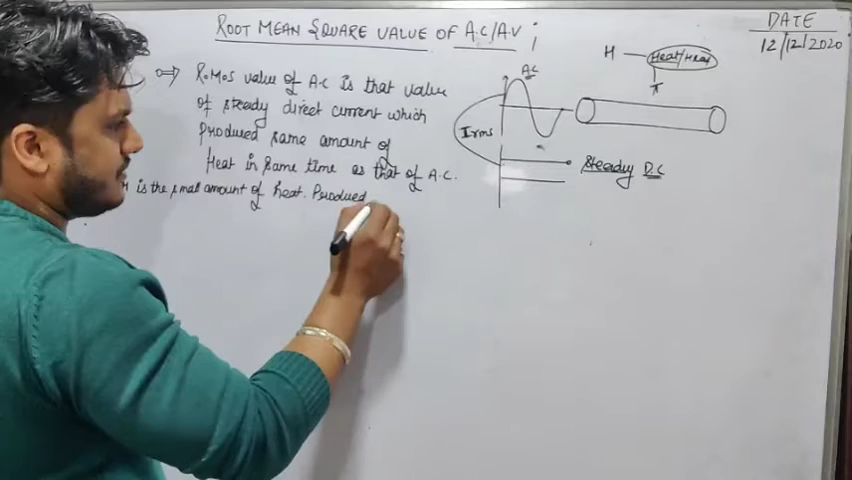 ROOT MEAN SQUARE VALUE OF A.C/A.V ;
DATE
12/12/2020
R.M.S value of A.C is that value
of steady direct current which
Produced same amount of
Heat in same time as that of A.C.
is the small amount of heat. Produced
AC
Irms
Steady D.C
H
Heat/Heat